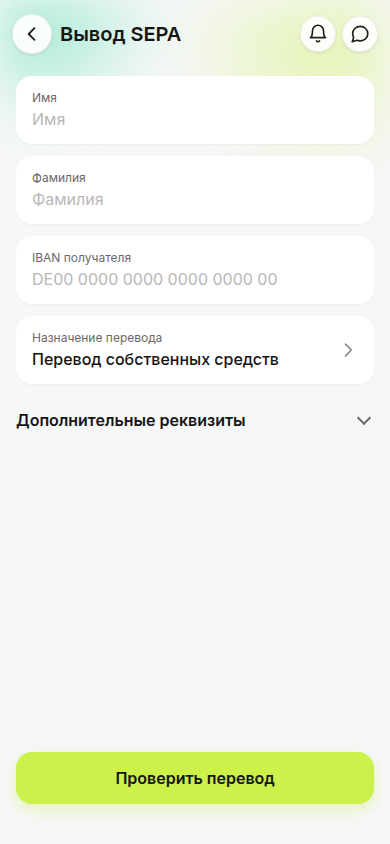 Вывод SEPA
Имя
Имя
Фамилия
Фамилия
IBAN получателя
DE00 0000 0000 0000 0000 00
Назначение перевода
Перевод собственных средств
Дополнительные реквизиты
Проверить перевод